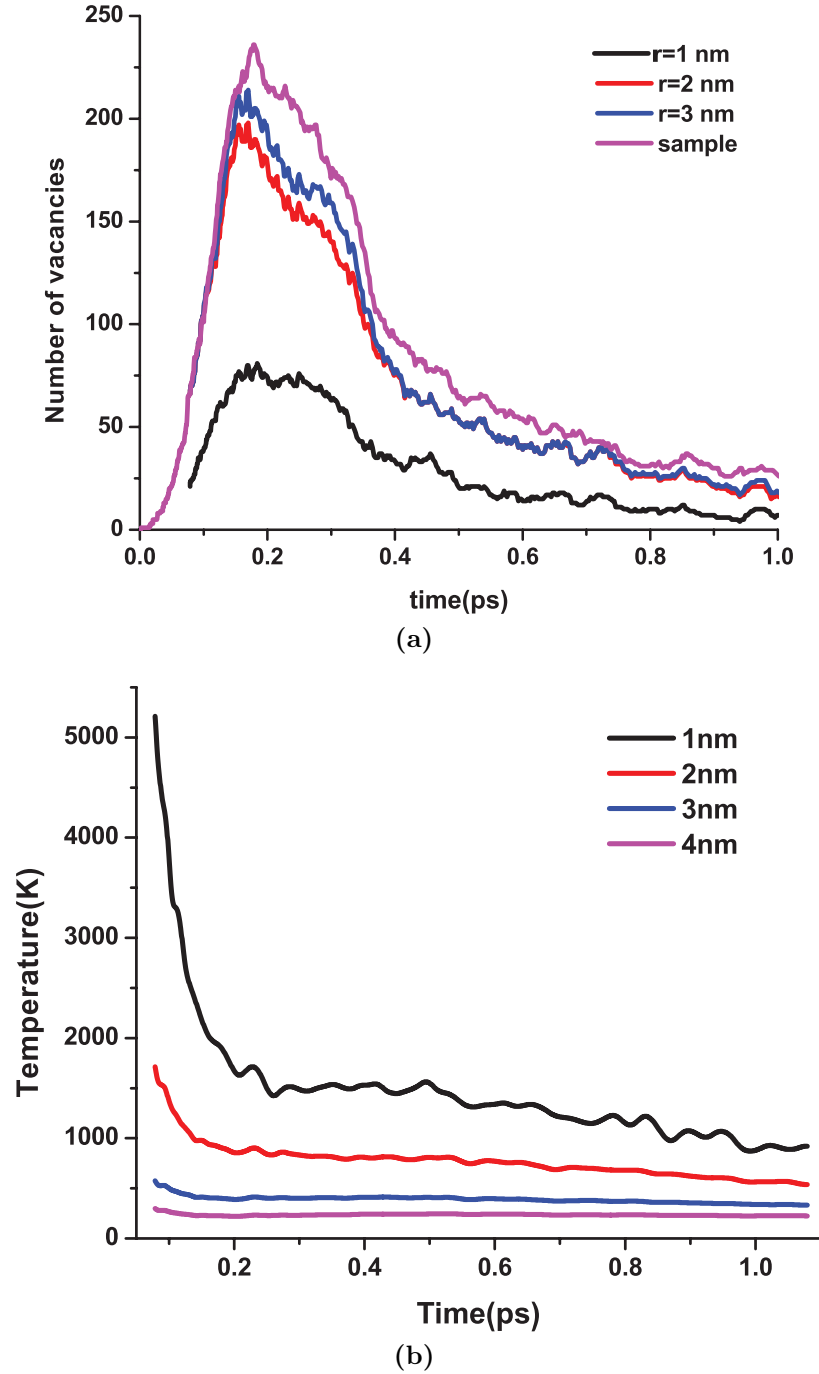 250
200
150
100
50
0
Number of vacancies
r=1 nm
r=2 nm
r=3 nm
sample
0.0 0.2 0.4 0.6 0.8 1.0
time(ps)
(a)
5000
4000
3000
2000
1000
0
Temperature(K)
1nm
2nm
3nm
4nm
0.2 0.4 0.6 0.8 1.0
Time(ps)
(b)